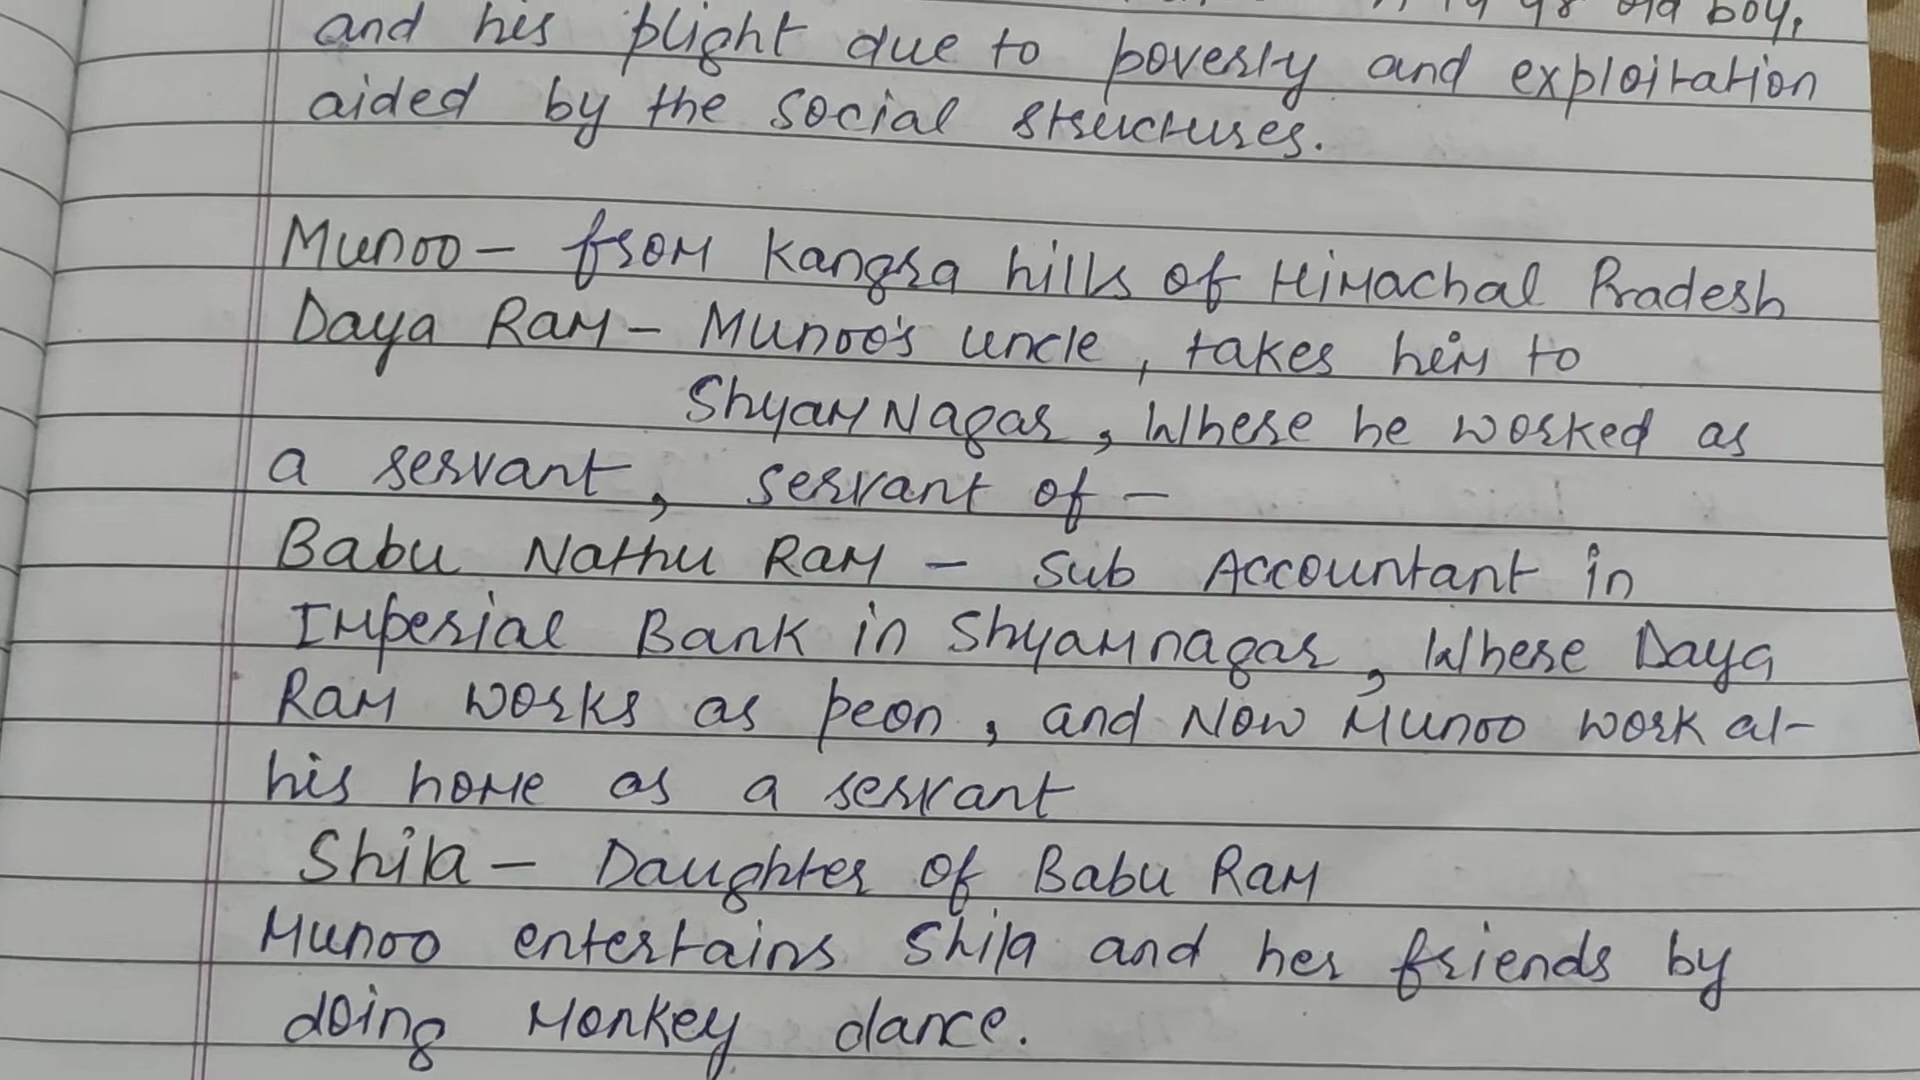 14 yr old boy,
and his plight due to poverty and exploitation
aided by the social structures.
Munoo - from Kangra hills of Himachal Pradesh
Daya Ram - Munoo's uncle, takes him to
Shyam Nagar, Where he worked as
a servant, servant of -
Babu Nathu Ram - Sub Accountant in
Imperial Bank in Shyamnagar, Where Daya
Ram works as peon, and Now Munoo work at
his home as a servant
Shila - Daughter of Babu Ram
Munoo entertains Shila and her friends by
doing Monkey dance.